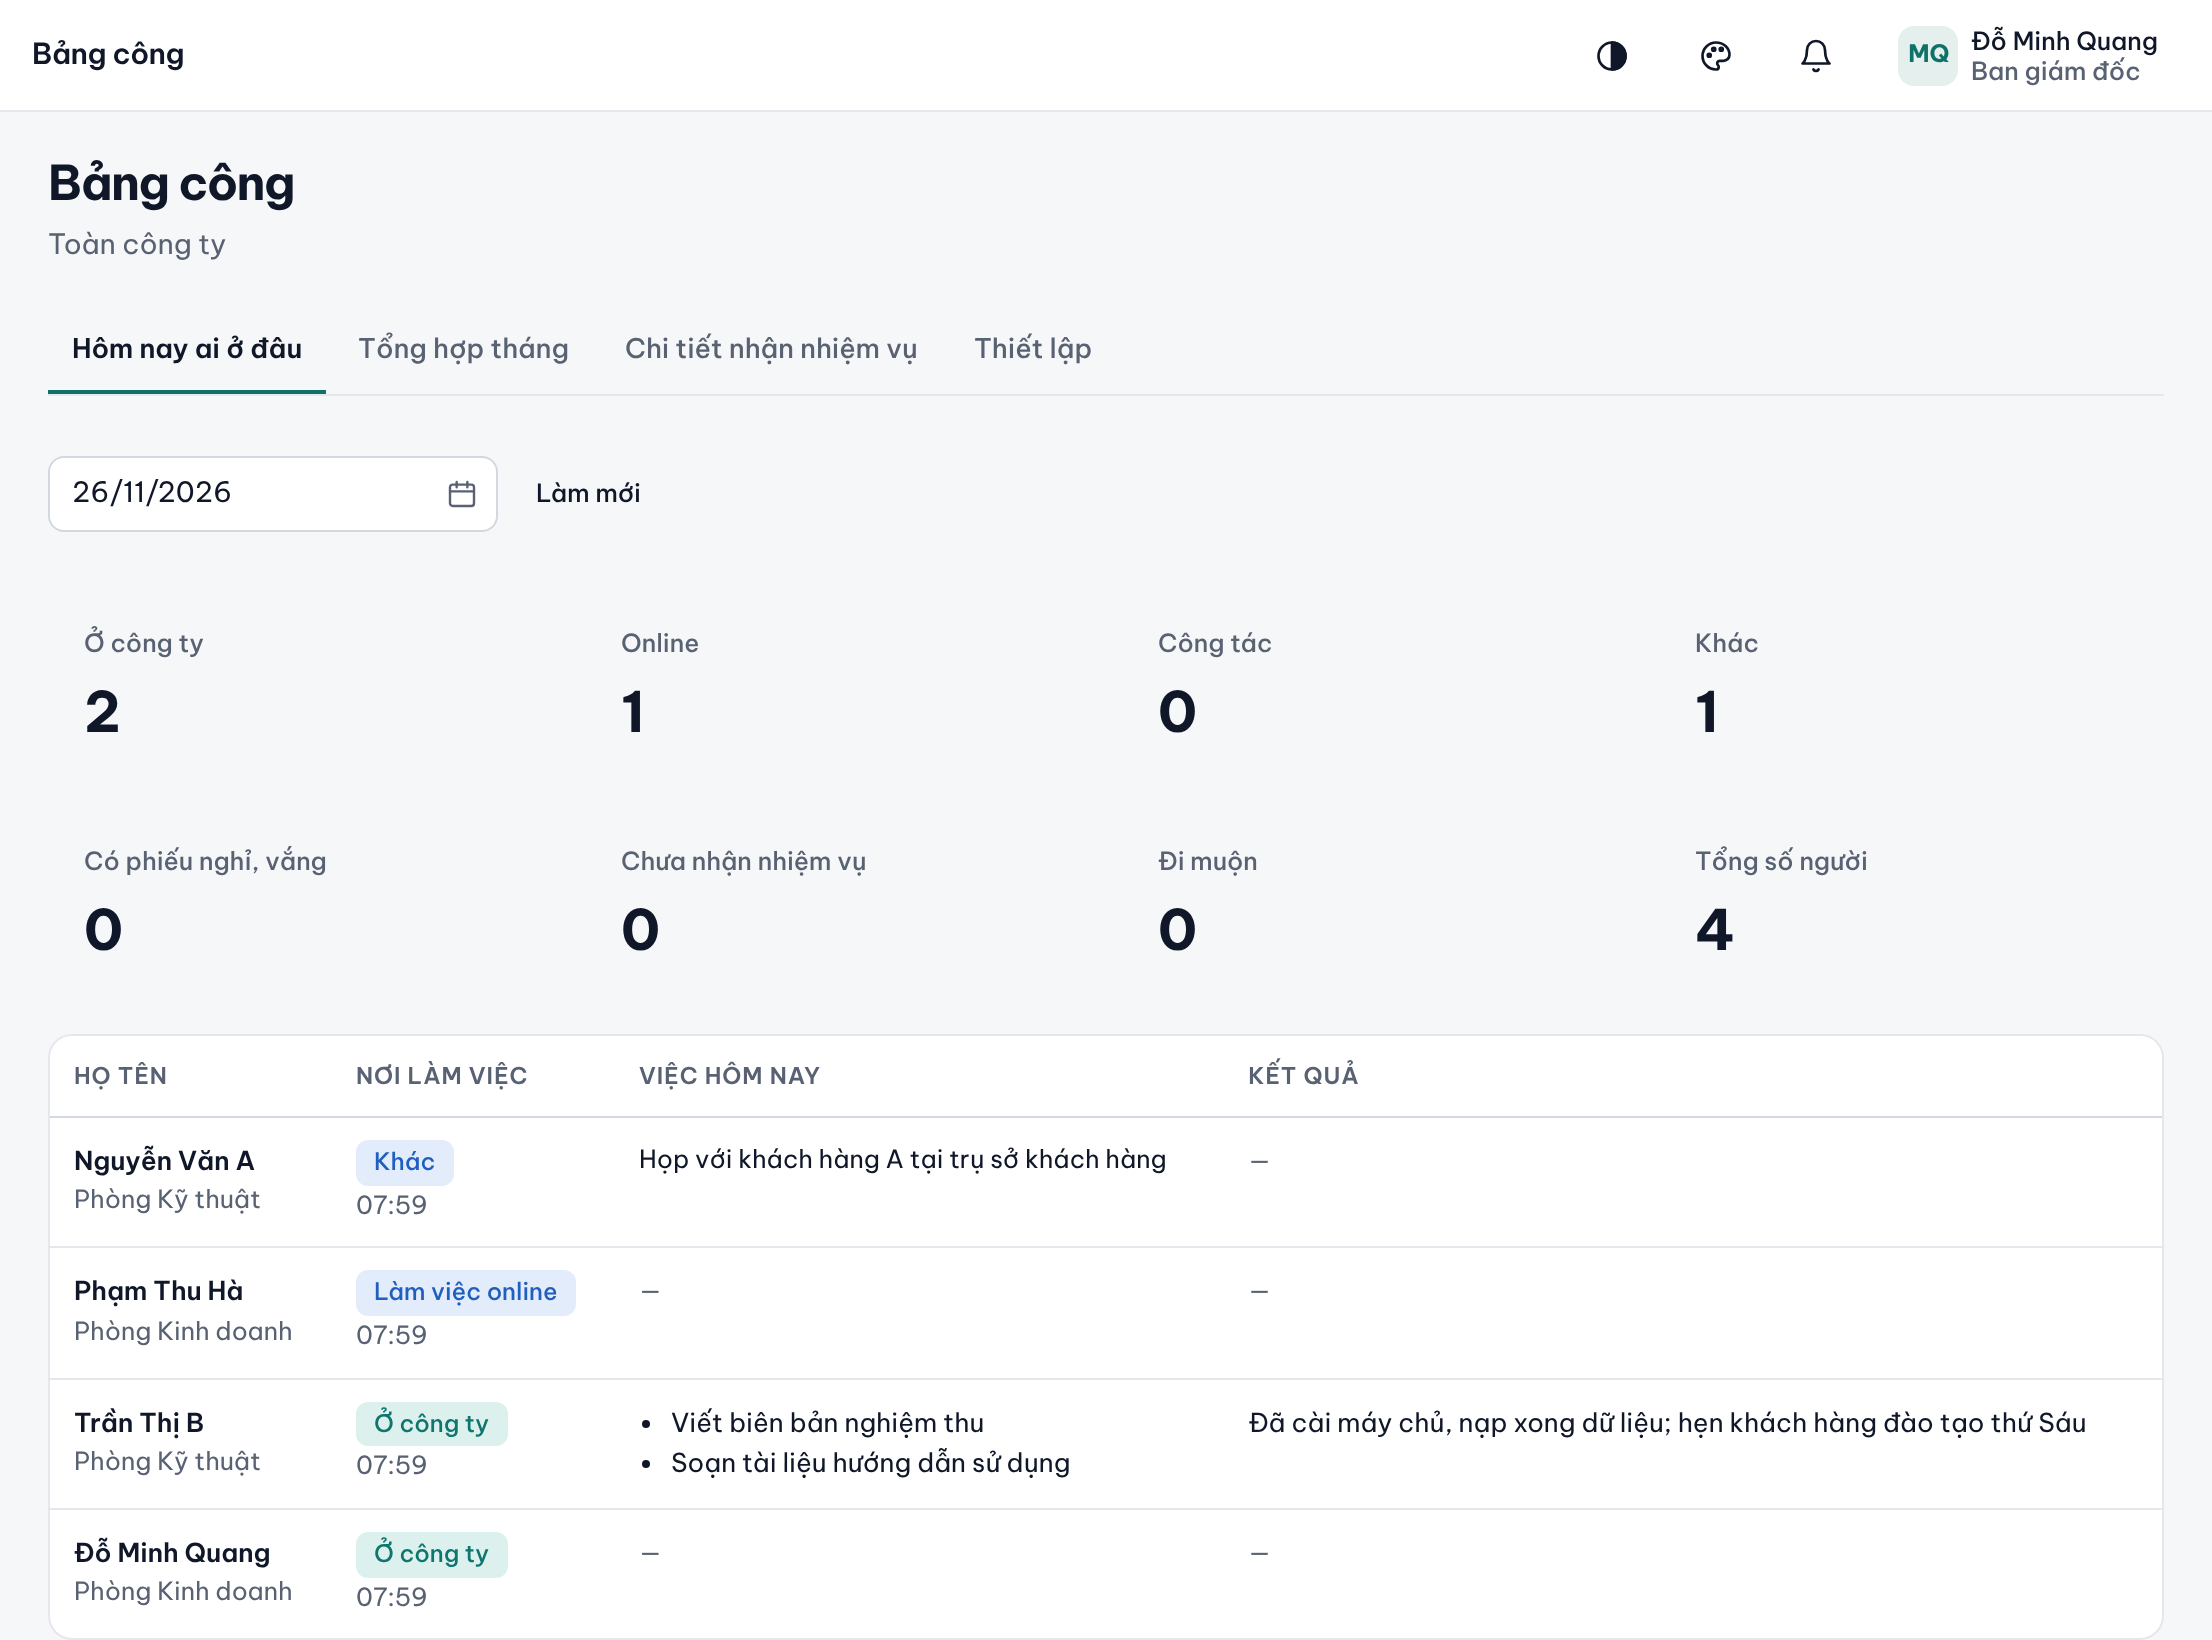 Bảng công
MQ
Đỗ Minh Quang
Ban giám đốc
Bảng công
Toàn công ty
Hôm nay ai ở đâu
Tổng hợp tháng
Chi tiết nhận nhiệm vụ
Thiết lập
26/11/2026
Làm mới
Ở công ty
Online
Công tác
Khác
2
1
0
1
Có phiếu nghỉ, vắng
Chưa nhận nhiệm vụ
Đi muộn
Tổng số người
0
0
0
4
HỌ TÊN
NƠI LÀM VIỆC
VIỆC HÔM NAY
KẾT QUẢ
Nguyễn Văn A
Phòng Kỹ thuật
Khác
07:59
Họp với khách hàng A tại trụ sở khách hàng
—
Phạm Thu Hà
Phòng Kinh doanh
Làm việc online
07:59
—
—
Trần Thị B
Phòng Kỹ thuật
Ở công ty
07:59
• Viết biên bản nghiệm thu
• Soạn tài liệu hướng dẫn sử dụng
Đã cài máy chủ, nạp xong dữ liệu; hẹn khách hàng đào tạo thứ Sáu
Đỗ Minh Quang
Phòng Kinh doanh
Ở công ty
07:59
—
—